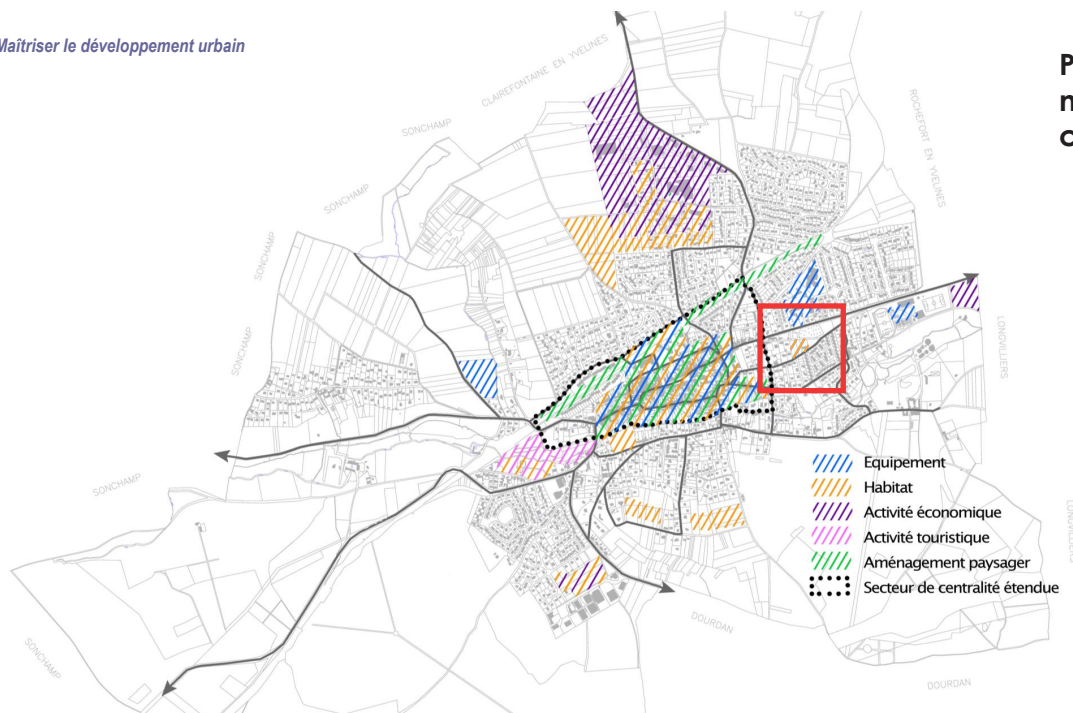 Maîtriser le développement urbain
P
n
CLAIREFONTAINE EN YVELINES
SONCHAMP
ROCHEFORT EN YVELINES
SONCHAMP
SONCHAMP
SONCHAMP
SONCHAMP
LONGVILLIERS
SONCHAMP
Equipement
Habitat
Activité économique
Activité touristique
Aménagement paysager
Secteur de centralité étendue
DOURDAN
SONCHAMP
DOURDAN